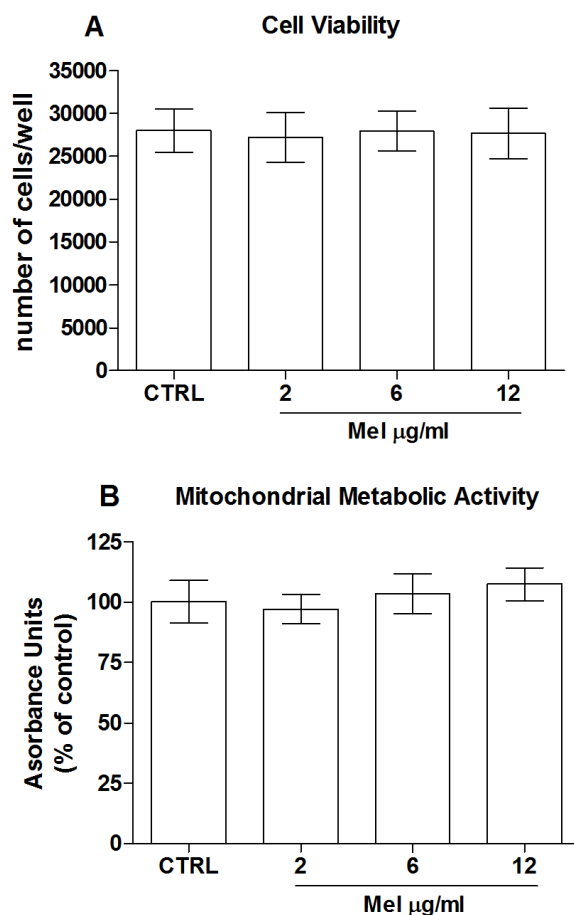 A Cell Viability
number of cells/well
35000
30000
25000
20000
15000
10000
5000
0
CTRL 2 6 12
Mel μg/ml
B Mitochondrial Metabolic Activity
Asorbance Units
(% of control)
125
100
75
50
25
0
CTRL 2 6 12
Mel μg/ml